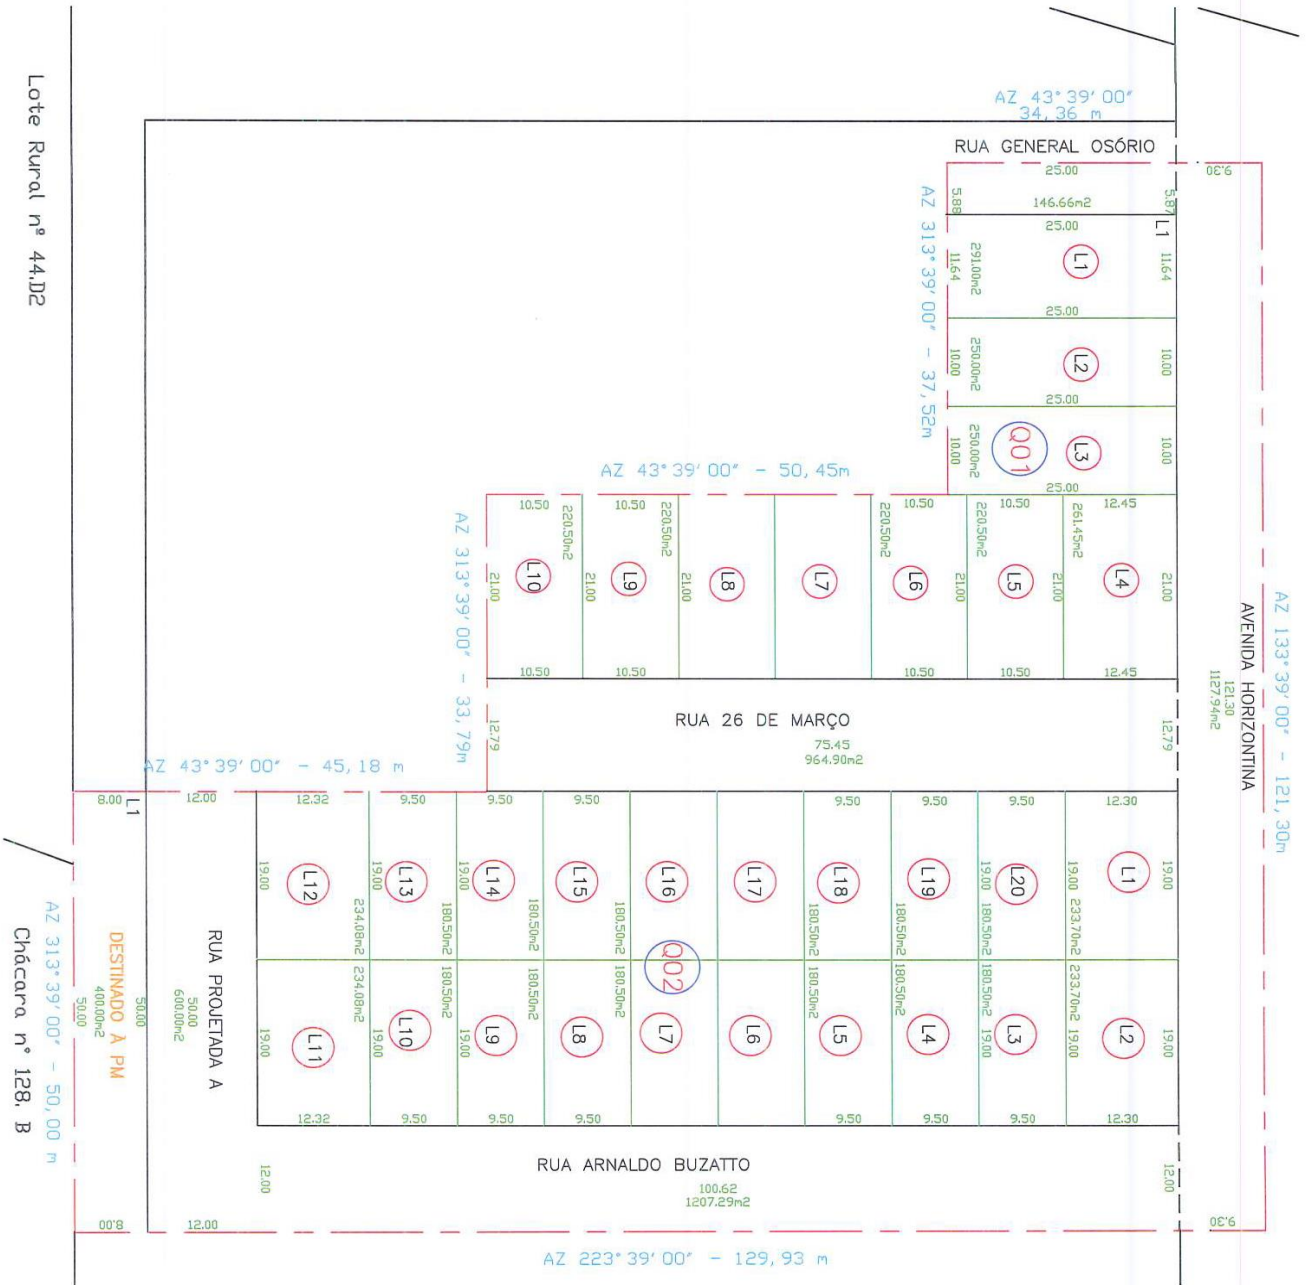 AZ 43°39'00"
34,36 m
RUA GENERAL OSÓRIO
25.00
146.66m2
5.88
5.87
9.30
L1
25.00
L1
11.64
291.00m2
11.64
25.00
L2
10.00
250.00m2
10.00
25.00
L3
10.00
250.00m2
10.00
Q01
25.00
AZ 313°39'00" - 37,52m
AZ 43°39'00" - 50,45m
10.50
10.50
10.50
10.50
12.45
220.50m2
220.50m2
220.50m2
220.50m2
261.45m2
L10
L9
L8
L7
L6
L5
L4
21.00
21.00
21.00
21.00
21.00
21.00
10.50
10.50
10.50
10.50
12.45
AZ 313°39'00" - 33,79m
12.79
RUA 26 DE MARÇO
75.45
964.90m2
12.79
AVENIDA HORIZONTINA
121.30
1127.94m2
AZ 133°39'00" - 121,30m
AZ 43°39'00" - 45,18 m
8.00
L1
12.00
12.32
9.50
9.50
9.50
9.50
9.50
9.50
12.30
19.00
L12
19.00
L13
19.00
L14
L15
L16
L17
L18
L19
L20
19.00
L1
19.00
19.00
234.08m2
180.50m2
180.50m2
180.50m2
180.50m2
180.50m2
180.50m2
233.70m2
Q02
234.08m2
180.50m2
180.50m2
180.50m2
180.50m2
180.50m2
180.50m2
233.70m2
19.00
L11
19.00
L10
19.00
L9
L8
L7
L6
L5
L4
L3
19.00
L2
19.00
19.00
12.32
9.50
9.50
9.50
9.50
9.50
9.50
12.30
RUA PROJETADA A
50.00
600.00m2
50.00
DESTINADO À PM
400.00m2
50.00
AZ 313°39'00" - 50,00 m
Chácara n° 128. B
Lote Rural n° 44.D2
12.00
RUA ARNALDO BUZATTO
100.62
1207.29m2
12.00
8.00
12.00
9.30
AZ 223°39'00" - 129,93 m